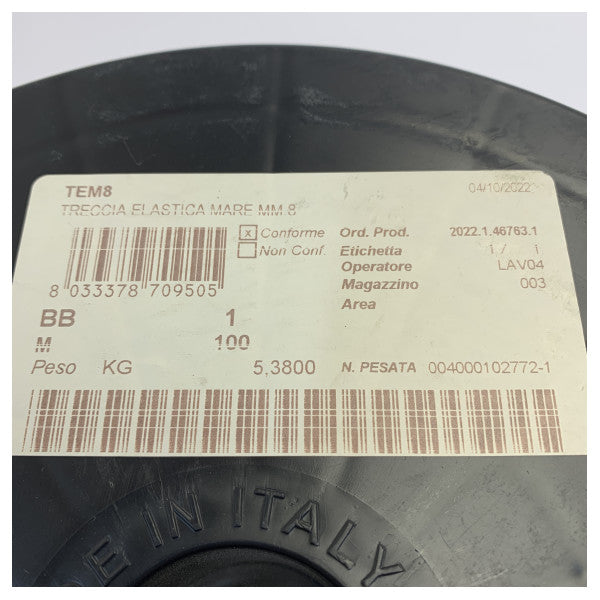 TEM8 04/10/2022
TRECCIA ELASTICA MARE MM 8
x Conforme Ord. Prod. 2022.1.46763.1
Non Conf. Etichetta 1 / 1
Operatore LAV04
8 033378 709505 Magazzino 003
Area
BB 1
M 100
Peso KG 5,3800 N. PESATA 004000102772-1
E IN ITALY